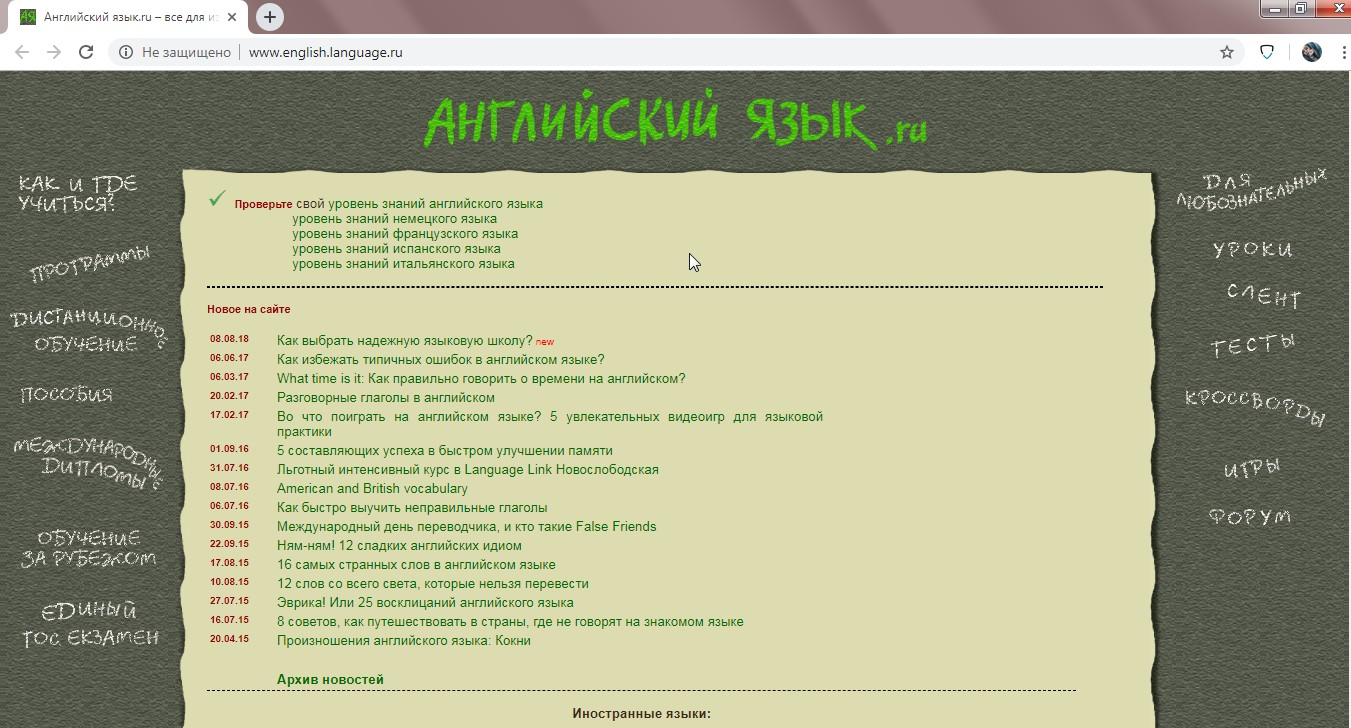 Английский язык.ru – все для из
Не защищено
www.english.language.ru
АНГЛИЙСКИЙ ЯЗЫК.ru
КАК И ГДЕ
УЧИТЬСЯ?
ПРОГРАММЫ
ДИСТАНЦИОННОЕ
ОБУЧЕНИЕ
ПОСОБИЯ
МЕЖДУНАРОДНЫЕ
ДИПЛОМЫ
ОБУЧЕНИЕ
ЗА РУБЕЖОМ
ЕДИНЫЙ
ГОС. ЕКЗАМЕН
Проверьте свой уровень знаний английского языка
уровень знаний немецкого языка
уровень знаний французского языка
уровень знаний испанского языка
уровень знаний итальянского языка
Новое на сайте
08.08.18 Как выбрать надежную языковую школу? new
06.06.17 Как избежать типичных ошибок в английском языке?
06.03.17 What time is it: Как правильно говорить о времени на английском?
20.02.17 Разговорные глаголы в английском
17.02.17 Во что поиграть на английском языке? 5 увлекательных видеоигр для языковой
практики
01.09.16 5 составляющих успеха в быстром улучшении памяти
31.07.16 Льготный интенсивный курс в Language Link Новослободская
08.07.16 American and British vocabulary
06.07.16 Как быстро выучить неправильные глаголы
30.09.15 Международный день переводчика, и кто такие False Friends
22.09.15 Ням-ням! 12 сладких английских идиом
17.08.15 16 самых странных слов в английском языке
10.08.15 12 слов со всего света, которые нельзя перевести
27.07.15 Эврика! Или 25 восклицаний английского языка
16.07.15 8 советов, как путешествовать в страны, где не говорят на знакомом языке
20.04.15 Произношения английского языка: Кокни
Архив новостей
Иностранные языки:
ДЛЯ
ЛЮБОЗНАТЕЛЬНЫХ
УРОКИ
СЛЕНГ
ТЕСТЫ
КРОССВОРДЫ
ИГРЫ
ФОРУМ